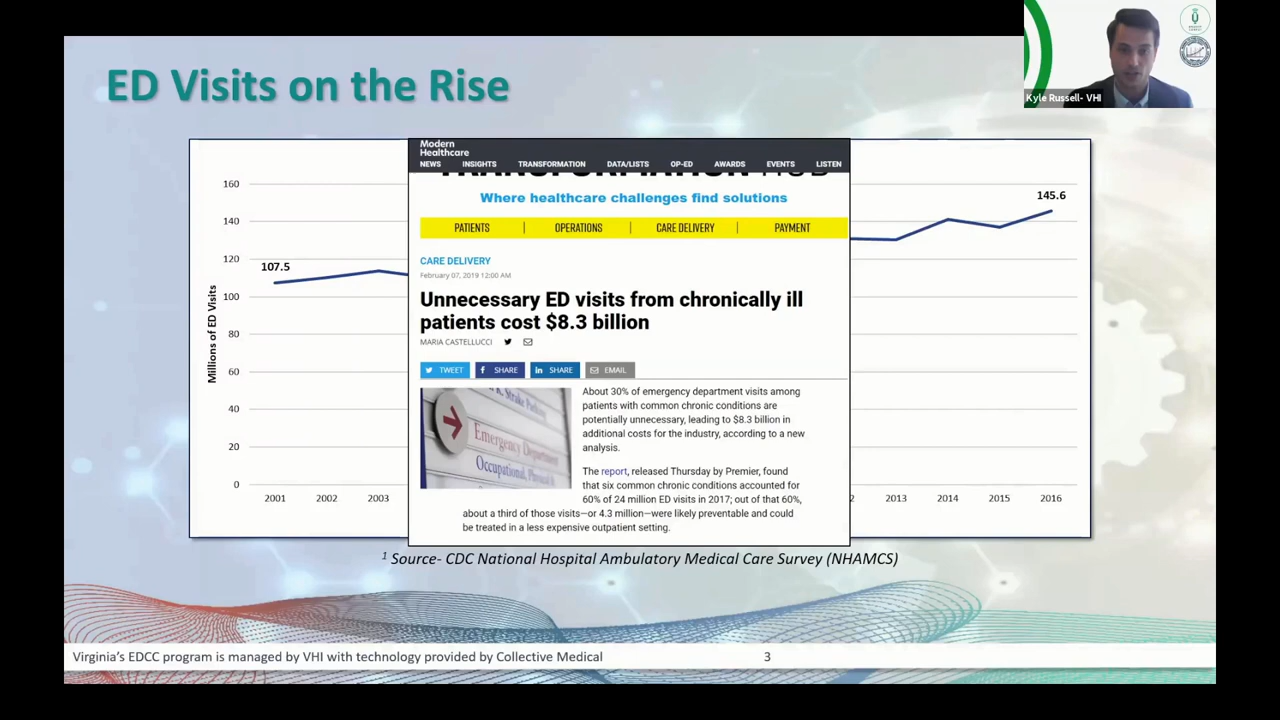 ED Visits on the Rise
Kyle Russell- VHI
Modern
Healthcare
NEWS INSIGHTS TRANSFORMATION DATA/LISTS OP-ED AWARDS EVENTS LISTEN
Where healthcare challenges find solutions
PATIENTS | OPERATIONS | CARE DELIVERY | PAYMENT
CARE DELIVERY
February 07, 2019 12:00 AM
Unnecessary ED visits from chronically ill
patients cost $8.3 billion
MARIA CASTELLUCCI
TWEET SHARE SHARE EMAIL
Emergency Department
Occupational,
About 30% of emergency department visits among
patients with common chronic conditions are
potentially unnecessary, leading to $8.3 billion in
additional costs for the industry, according to a new
analysis.
The report, released Thursday by Premier, found
that six common chronic conditions accounted for
60% of 24 million ED visits in 2017; out of that 60%,
about a third of those visits—or 4.3 million—were likely preventable and could
be treated in a less expensive outpatient setting.
Millions of ED Visits
160
140
120
100
80
60
40
20
0
107.5
145.6
2001 2002 2003 2 2013 2014 2015 2016
1 Source- CDC National Hospital Ambulatory Medical Care Survey (NHAMCS)
Virginia's EDCC program is managed by VHI with technology provided by Collective Medical
3